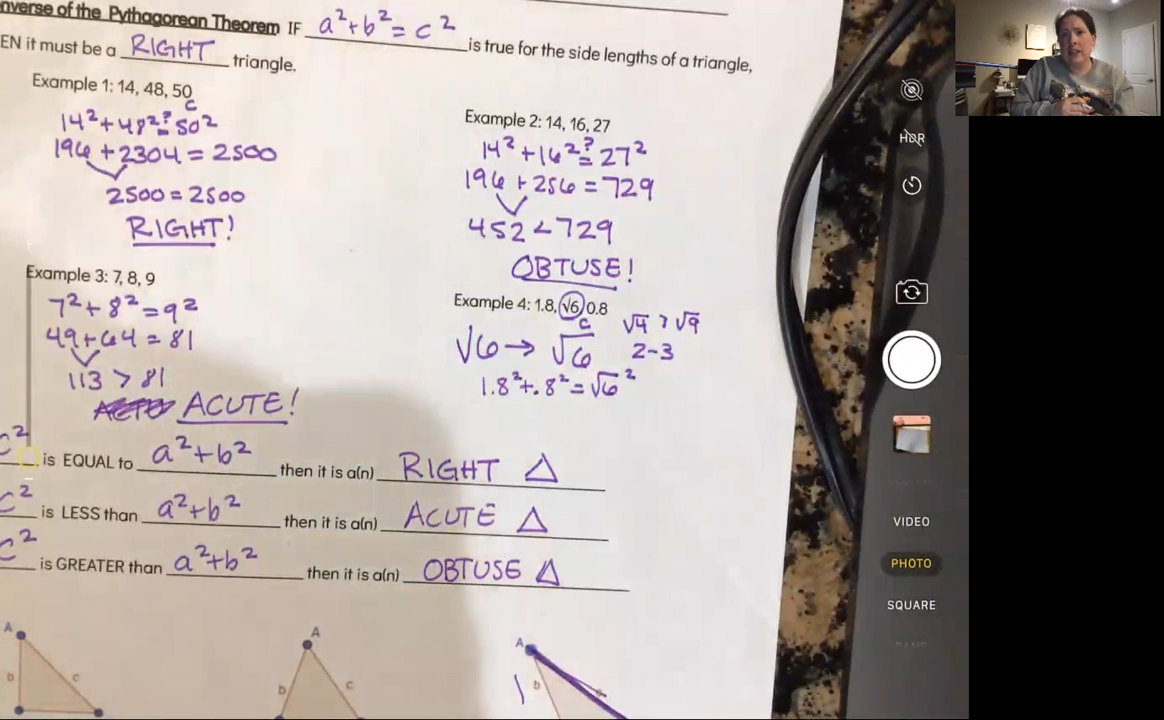 nverse of the Pythagorean Theorem IF a²+b²=c² is true for the side lengths of a triangle,
EN it must be a RIGHT triangle.
Example 1: 14, 48, 50
c
14²+48²≟50²
196+2304=2500
2500=2500
RIGHT!
Example 2: 14, 16, 27
14²+16²≟27²
196+256=729
452<729
OBTUSE!
Example 3: 7, 8, 9
7²+8²=9²
49+64=81
113>81
ACUTE!
Example 4: 1.8, √6, 0.8
c
√6→√6
√4 ? √9
2-3
1.8²+.8²=√6²
c² is EQUAL to a²+b² then it is a(n) RIGHT △
c² is LESS than a²+b² then it is a(n) ACUTE △
c² is GREATER than a²+b² then it is a(n) OBTUSE △
A
b
c
A
b
c
A
b
HDR
VIDEO
PHOTO
SQUARE